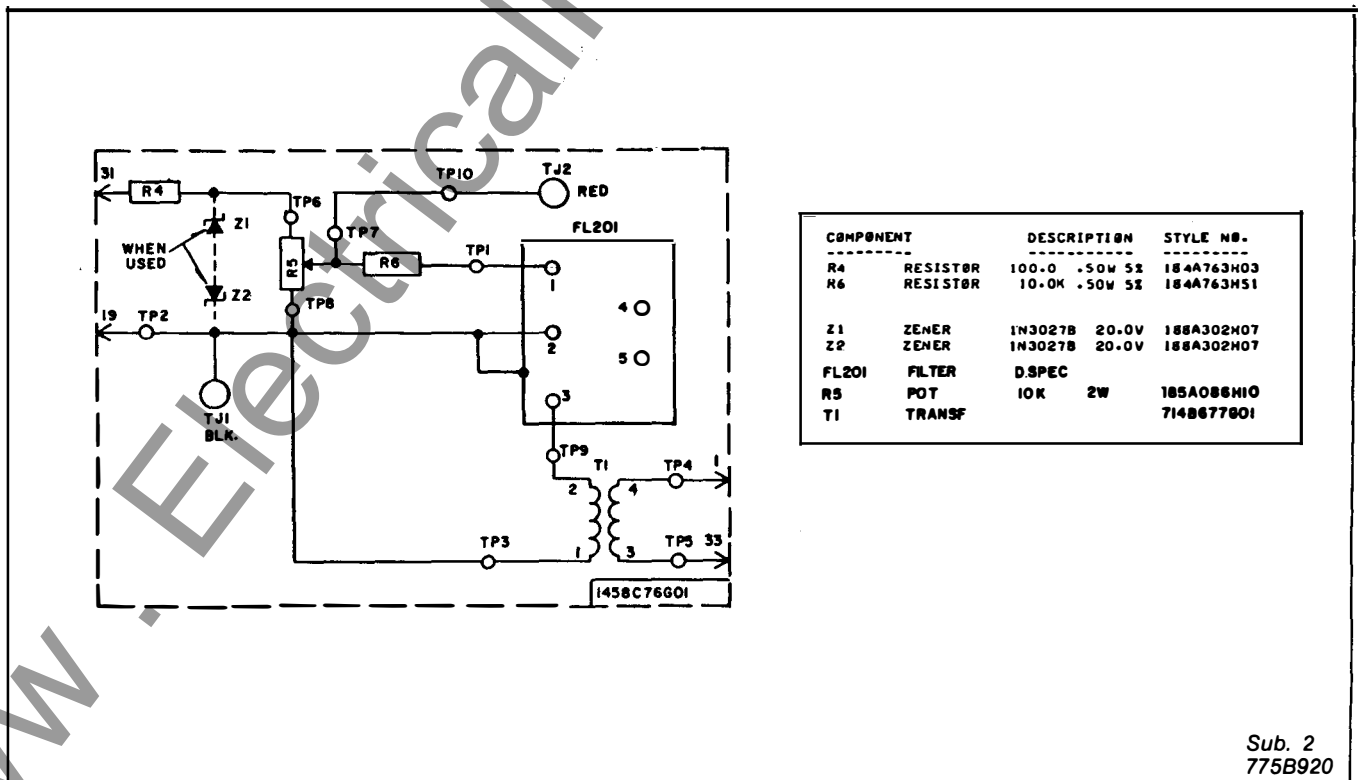 31
R4
TP6
Z1
WHEN
USED
Z2
R5
TP7
TP10
TJ2
RED
R6
TP1
FL201
1
4
2
5
3
19
TP2
TP8
TJ1
BLK.
TP9
T1
2
4
TP4
1
TP3
1
3
TP5
33
1458C76G01
COMPONENT DESCRIPTION STYLE NO.
R4 RESISTOR 100.0 .50W 5% 184A763H03
R6 RESISTOR 10.0K .50W 5% 184A763H51
Z1 ZENER 1N3027B 20.0V 188A302H07
Z2 ZENER 1N3027B 20.0V 188A302H07
FL201 FILTER D.SPEC
R5 POT 10K 2W 185A086H10
T1 TRANSF 714B677G01
Sub. 2
775B920
w . Electrical